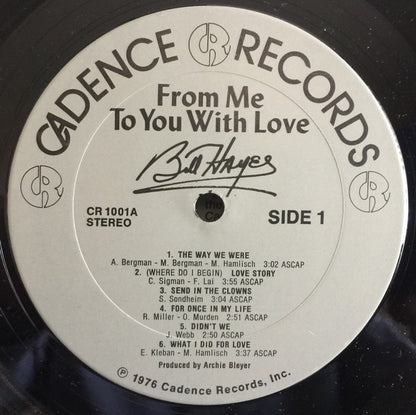 CADENCE RECORDS
From Me
To You With Love
Bill Hayes
CR 1001A
STEREO
SIDE 1
1. THE WAY WE WERE
A. Bergman - M. Bergman - M. Hamlisch 3:02 ASCAP
2. (WHERE DO I BEGIN) LOVE STORY
C. Sigman - F. Lai 3:55 ASCAP
3. SEND IN THE CLOWNS
S. Sondheim 3:04 ASCAP
4. FOR ONCE IN MY LIFE
R. Miller - O. Murden 2:51 ASCAP
5. DIDN'T WE
J. Webb 2:50 ASCAP
6. WHAT I DID FOR LOVE
E. Kleban - M. Hamlisch 3:37 ASCAP
Produced by Archie Bleyer
℗ 1976 Cadence Records, Inc.